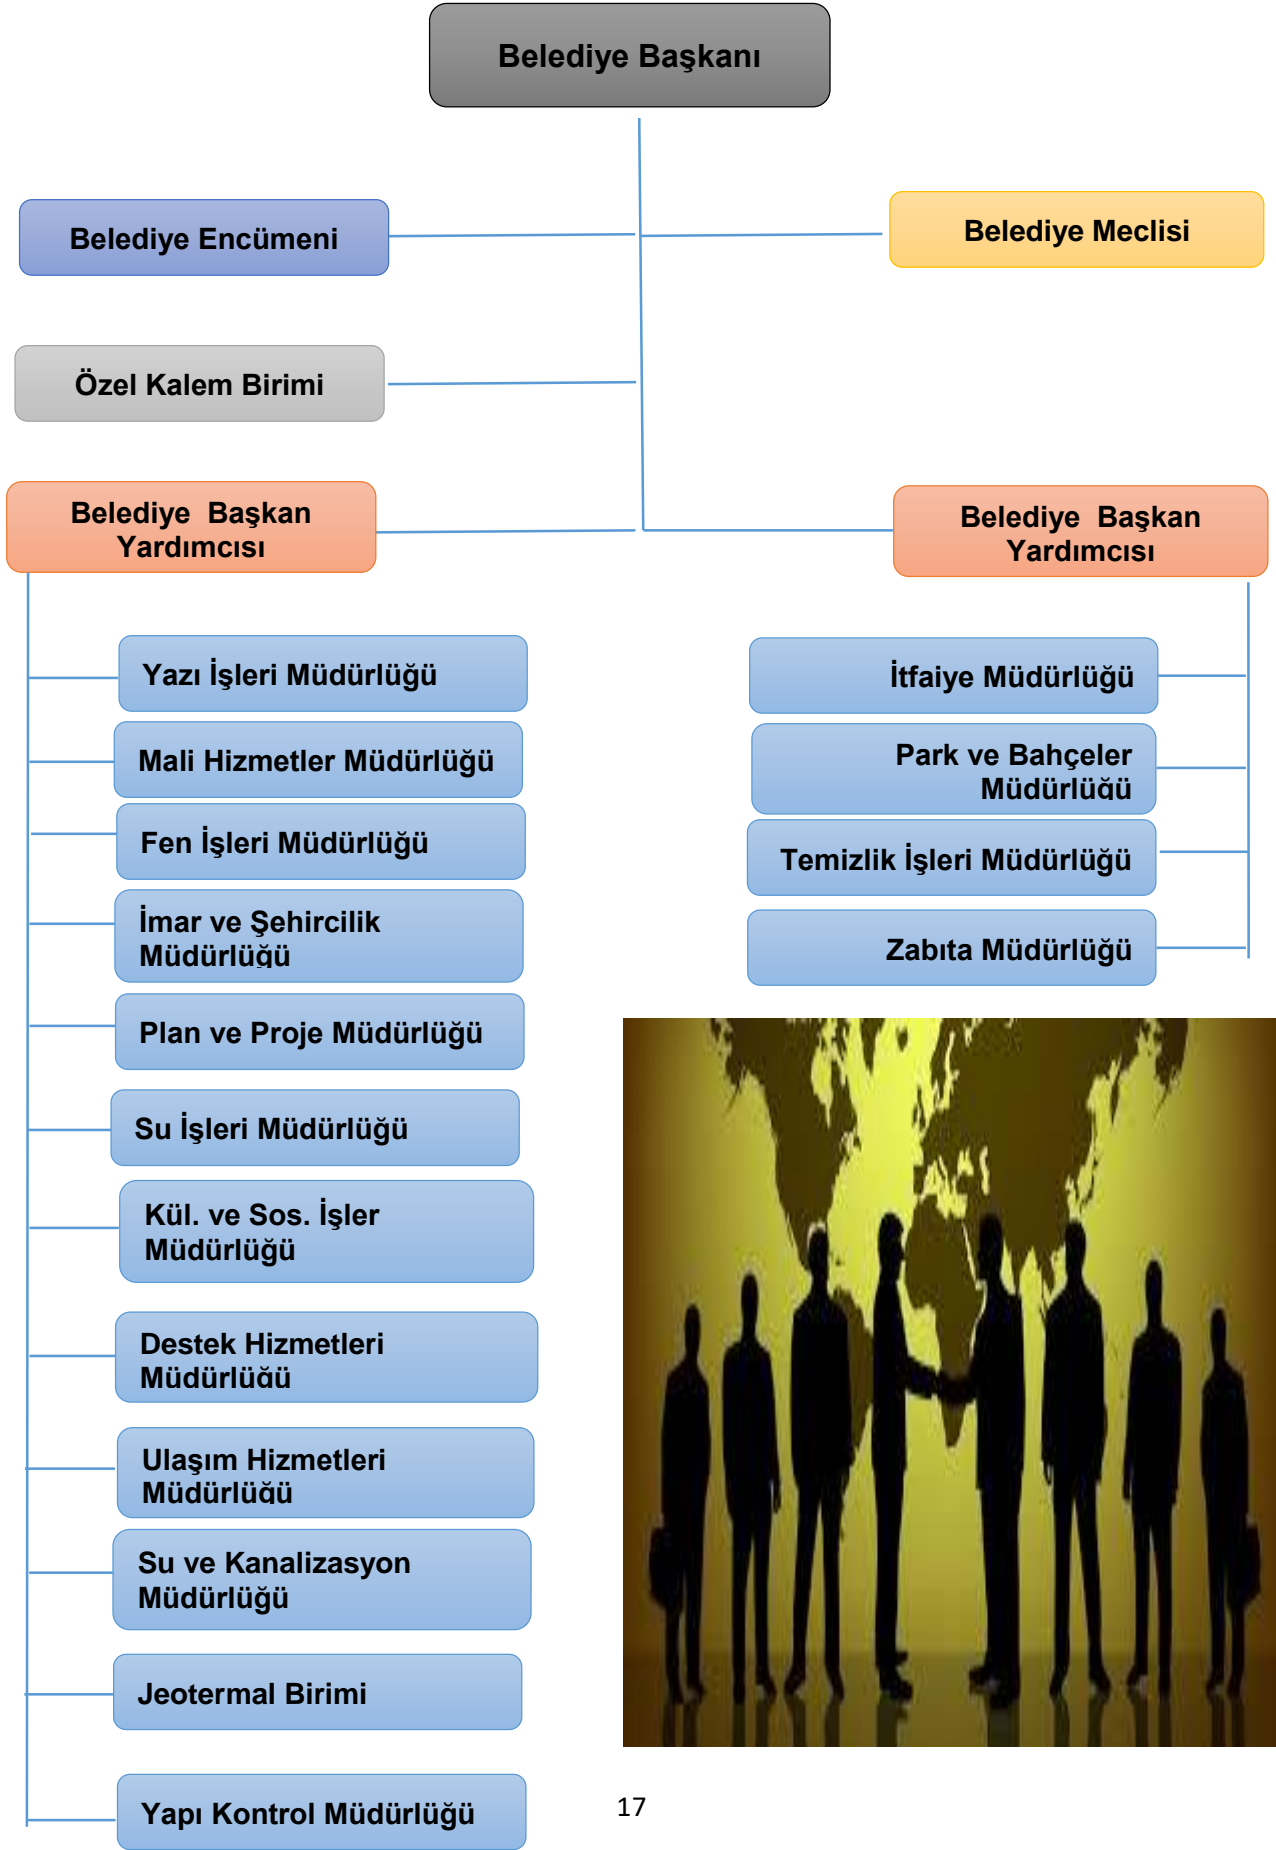 Belediye Başkanı
Belediye Encümeni
Belediye Meclisi
Özel Kalem Birimi
Belediye Başkan
Yardımcısı
Belediye Başkan
Yardımcısı
Yazı İşleri Müdürlüğü
Mali Hizmetler Müdürlüğü
Fen İşleri Müdürlüğü
İmar ve Şehircilik
Müdürlüğü
Plan ve Proje Müdürlüğü
Su İşleri Müdürlüğü
Kül. ve Sos. İşler
Müdürlüğü
Destek Hizmetleri
Müdürlüğü
Ulaşım Hizmetleri
Müdürlüğü
Su ve Kanalizasyon
Müdürlüğü
Jeotermal Birimi
Yapı Kontrol Müdürlüğü
İtfaiye Müdürlüğü
Park ve Bahçeler
Müdürlüğü
Temizlik İşleri Müdürlüğü
Zabıta Müdürlüğü
17